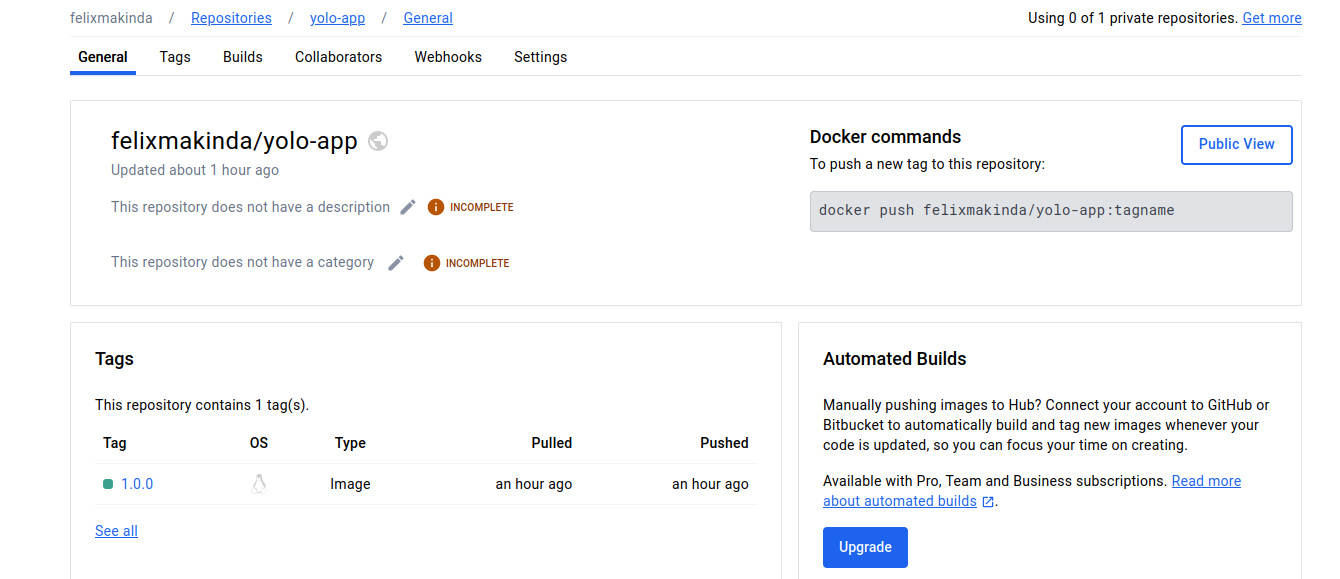 felixmakinda / Repositories / yolo-app / General
Using 0 of 1 private repositories. Get more
General Tags Builds Collaborators Webhooks Settings
felixmakinda/yolo-app
Updated about 1 hour ago
This repository does not have a description INCOMPLETE
This repository does not have a category INCOMPLETE
Docker commands
Public View
To push a new tag to this repository:
docker push felixmakinda/yolo-app:tagname
Tags
This repository contains 1 tag(s).
Tag OS Type Pulled Pushed
1.0.0 Image an hour ago an hour ago
See all
Automated Builds
Manually pushing images to Hub? Connect your account to GitHub or
Bitbucket to automatically build and tag new images whenever your
code is updated, so you can focus your time on creating.
Available with Pro, Team and Business subscriptions. Read more
about automated builds .
Upgrade